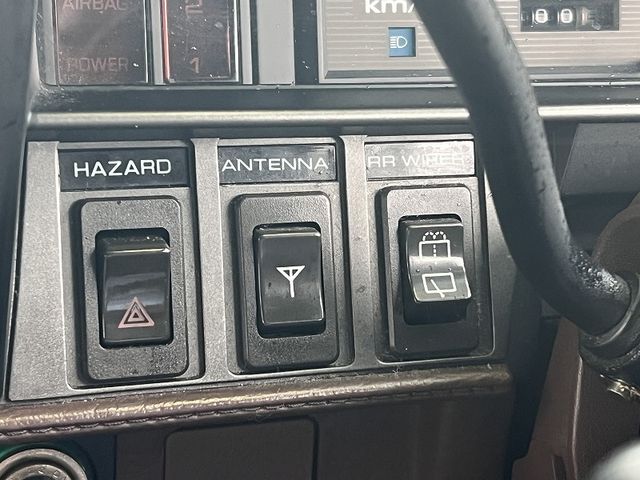 AIRBAG
2
km/
POWER
1
HAZARD
ANTENNA
RR WIPER